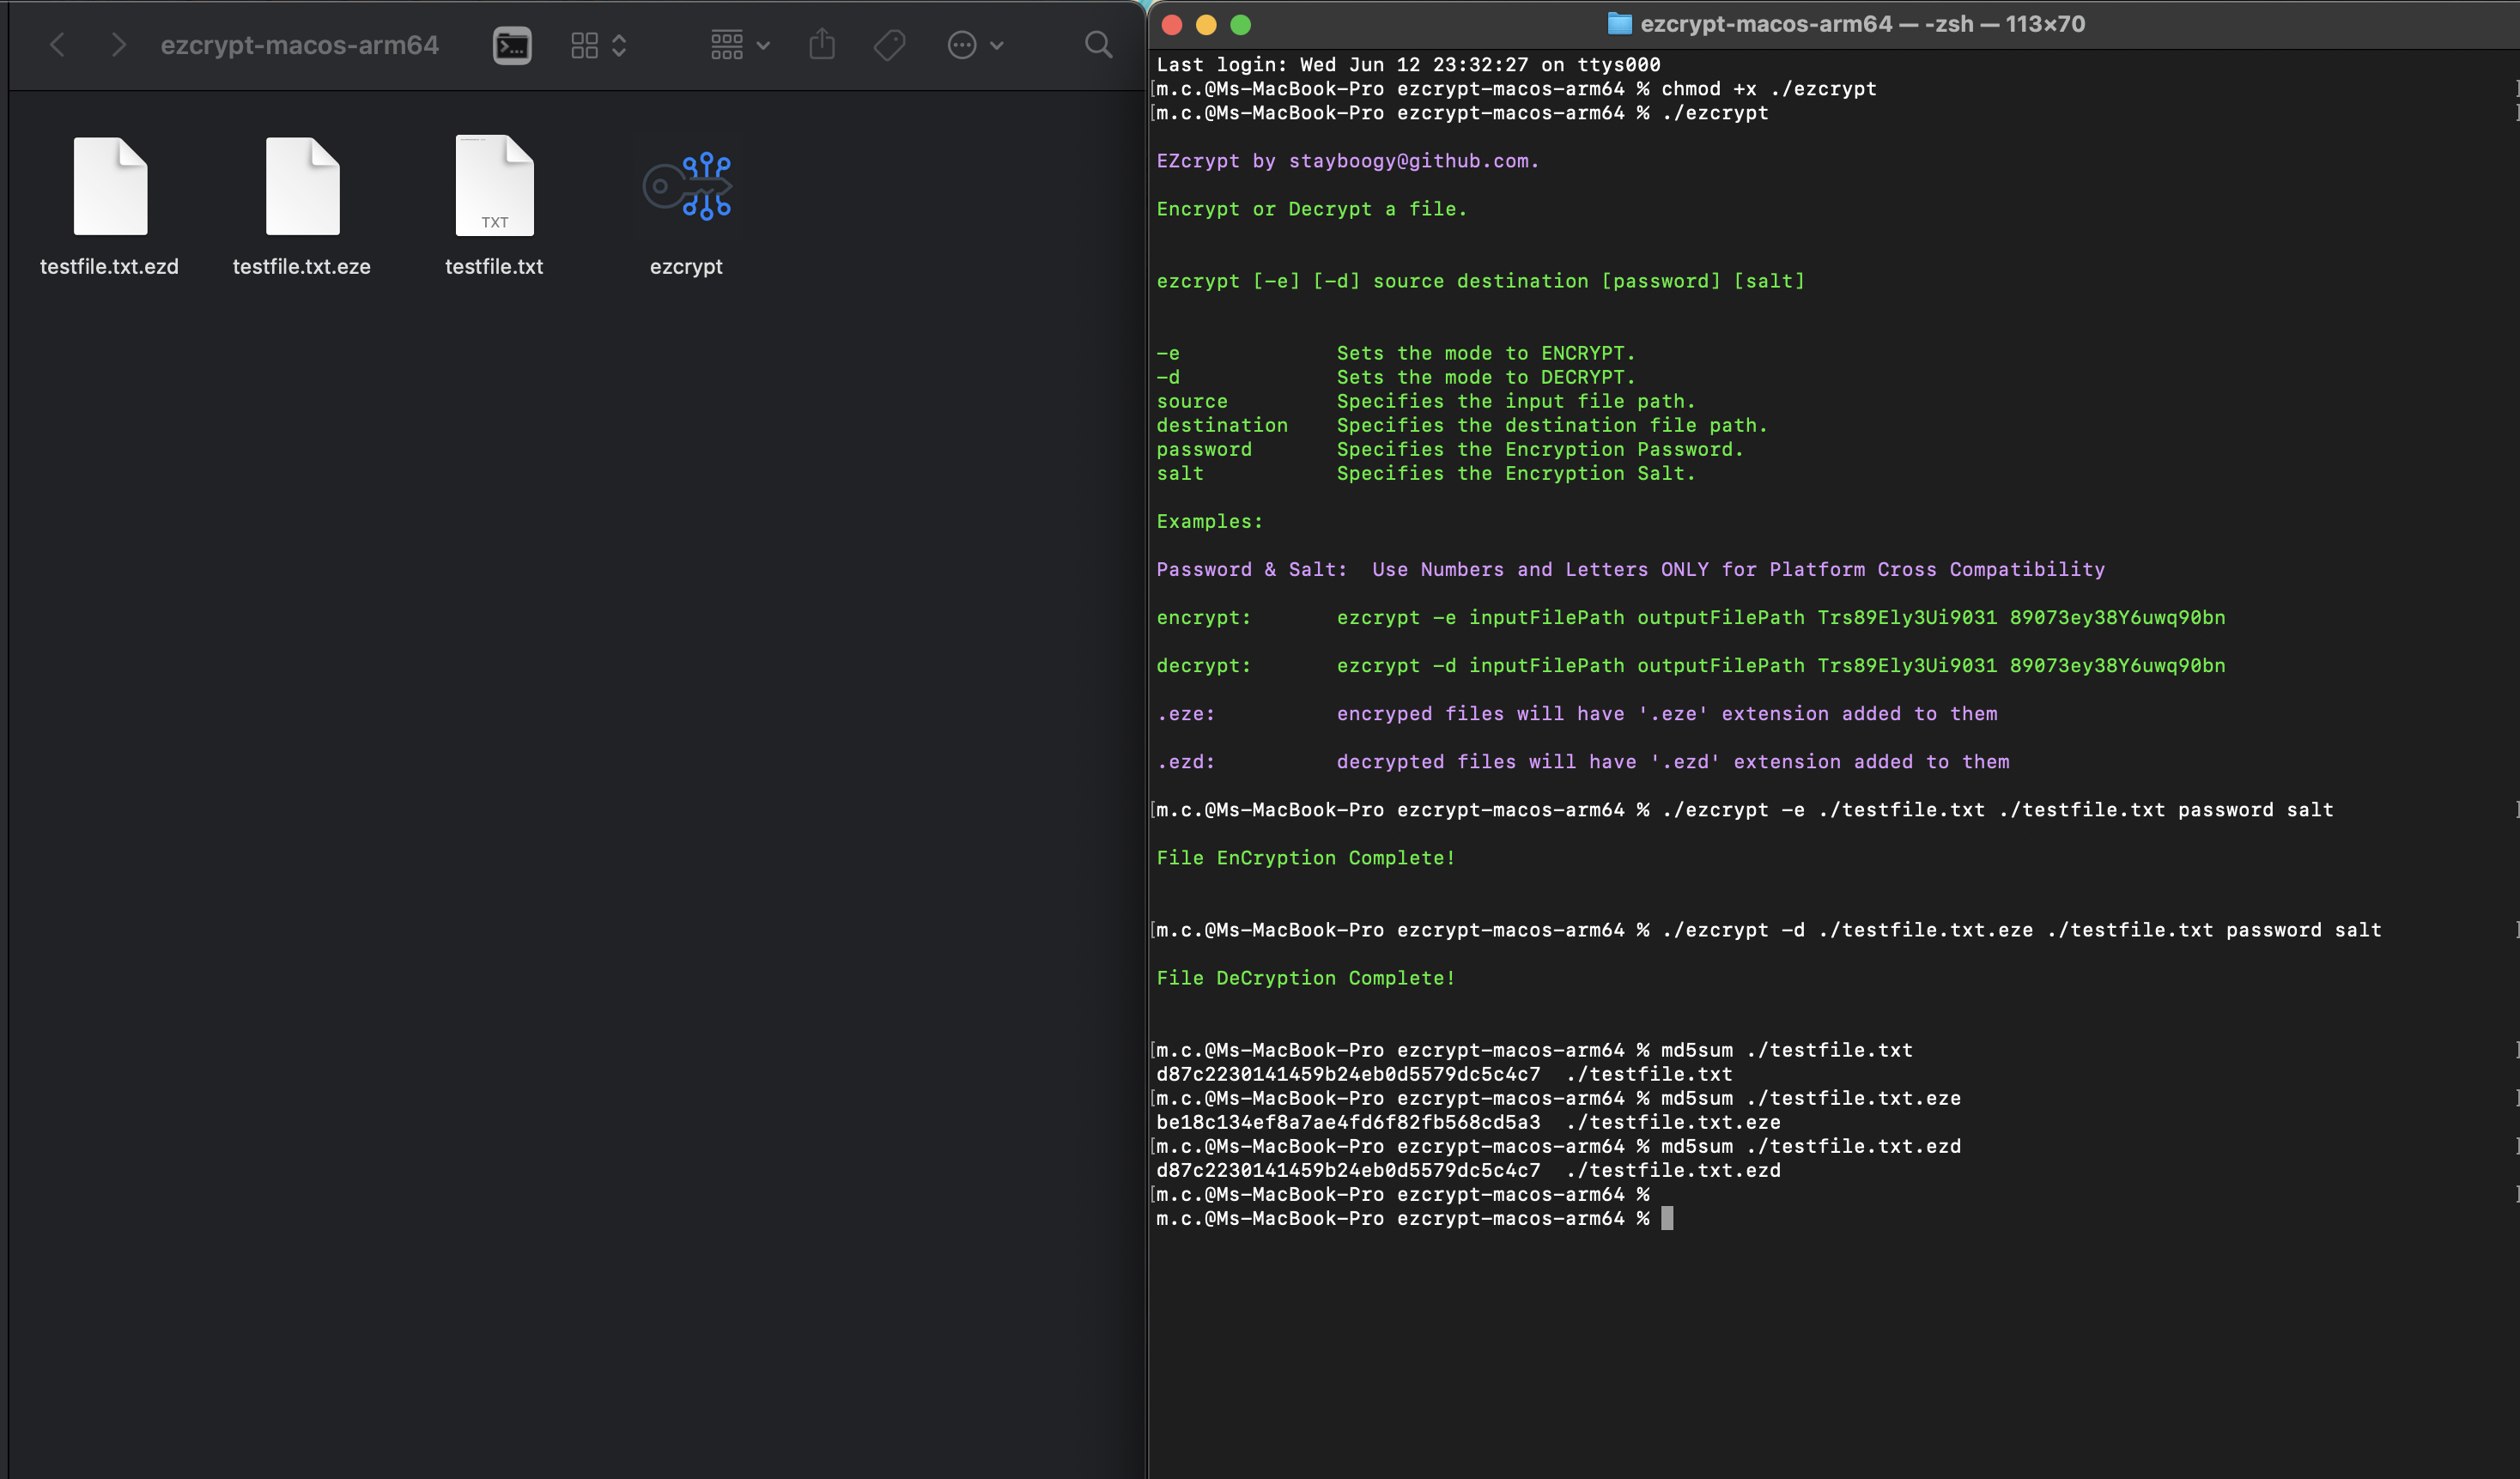 ezcrypt-macos-arm64
TXT
testfile.txt.ezd
testfile.txt.eze
testfile.txt
ezcrypt
ezcrypt-macos-arm64 — -zsh — 113×70
Last login: Wed Jun 12 23:32:27 on ttys000
[m.c.@Ms-MacBook-Pro ezcrypt-macos-arm64 % chmod +x ./ezcrypt ]
[m.c.@Ms-MacBook-Pro ezcrypt-macos-arm64 % ./ezcrypt ]
EZcrypt by stayboogy@github.com.
Encrypt or Decrypt a file.
ezcrypt [-e] [-d] source destination [password] [salt]
-e Sets the mode to ENCRYPT.
-d Sets the mode to DECRYPT.
source Specifies the input file path.
destination Specifies the destination file path.
password Specifies the Encryption Password.
salt Specifies the Encryption Salt.
Examples:
Password & Salt: Use Numbers and Letters ONLY for Platform Cross Compatibility
encrypt: ezcrypt -e inputFilePath outputFilePath Trs89Ely3Ui9031 89073ey38Y6uwq90bn
decrypt: ezcrypt -d inputFilePath outputFilePath Trs89Ely3Ui9031 89073ey38Y6uwq90bn
.eze: encryped files will have '.eze' extension added to them
.ezd: decrypted files will have '.ezd' extension added to them
[m.c.@Ms-MacBook-Pro ezcrypt-macos-arm64 % ./ezcrypt -e ./testfile.txt ./testfile.txt password salt ]
File EnCryption Complete!
[m.c.@Ms-MacBook-Pro ezcrypt-macos-arm64 % ./ezcrypt -d ./testfile.txt.eze ./testfile.txt password salt ]
File DeCryption Complete!
[m.c.@Ms-MacBook-Pro ezcrypt-macos-arm64 % md5sum ./testfile.txt ]
d87c2230141459b24eb0d5579dc5c4c7 ./testfile.txt
[m.c.@Ms-MacBook-Pro ezcrypt-macos-arm64 % md5sum ./testfile.txt.eze ]
be18c134ef8a7ae4fd6f82fb568cd5a3 ./testfile.txt.eze
[m.c.@Ms-MacBook-Pro ezcrypt-macos-arm64 % md5sum ./testfile.txt.ezd ]
d87c2230141459b24eb0d5579dc5c4c7 ./testfile.txt.ezd
[m.c.@Ms-MacBook-Pro ezcrypt-macos-arm64 % ]
m.c.@Ms-MacBook-Pro ezcrypt-macos-arm64 %